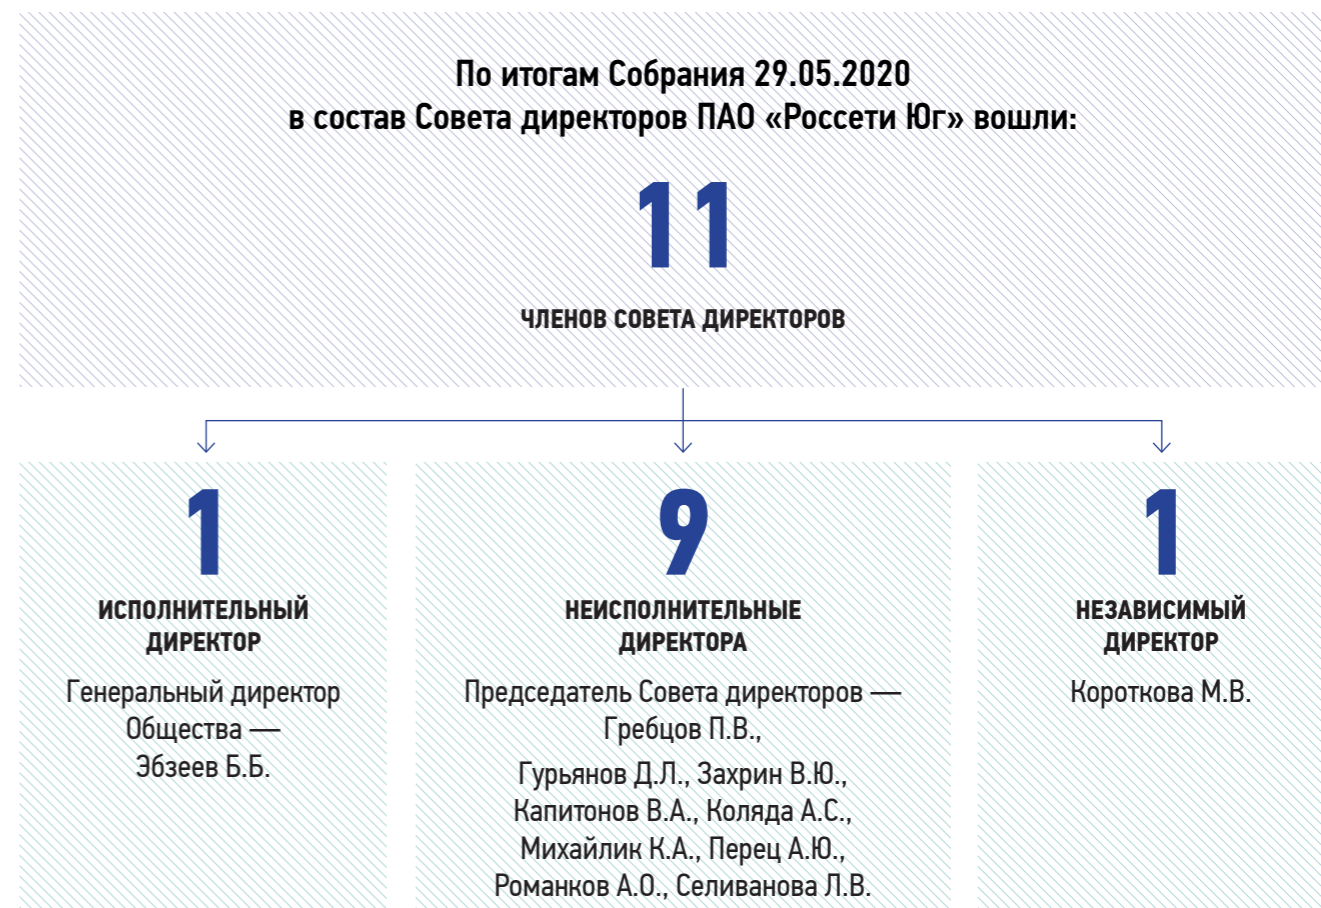 По итогам Собрания 29.05.2020
в состав Совета директоров ПАО «Россети Юг» вошли:
11
ЧЛЕНОВ СОВЕТА ДИРЕКТОРОВ
1
ИСПОЛНИТЕЛЬНЫЙ
ДИРЕКТОР
Генеральный директор
Общества —
Эбзеев Б.Б.
9
НЕИСПОЛНИТЕЛЬНЫЕ
ДИРЕКТОРА
Председатель Совета директоров —
Гребцов П.В.,
Гурьянов Д.Л., Захрин В.Ю.,
Капитонов В.А., Коляда А.С.,
Михайлик К.А., Перец А.Ю.,
Романков А.О., Селиванова Л.В.
1
НЕЗАВИСИМЫЙ
ДИРЕКТОР
Короткова М.В.